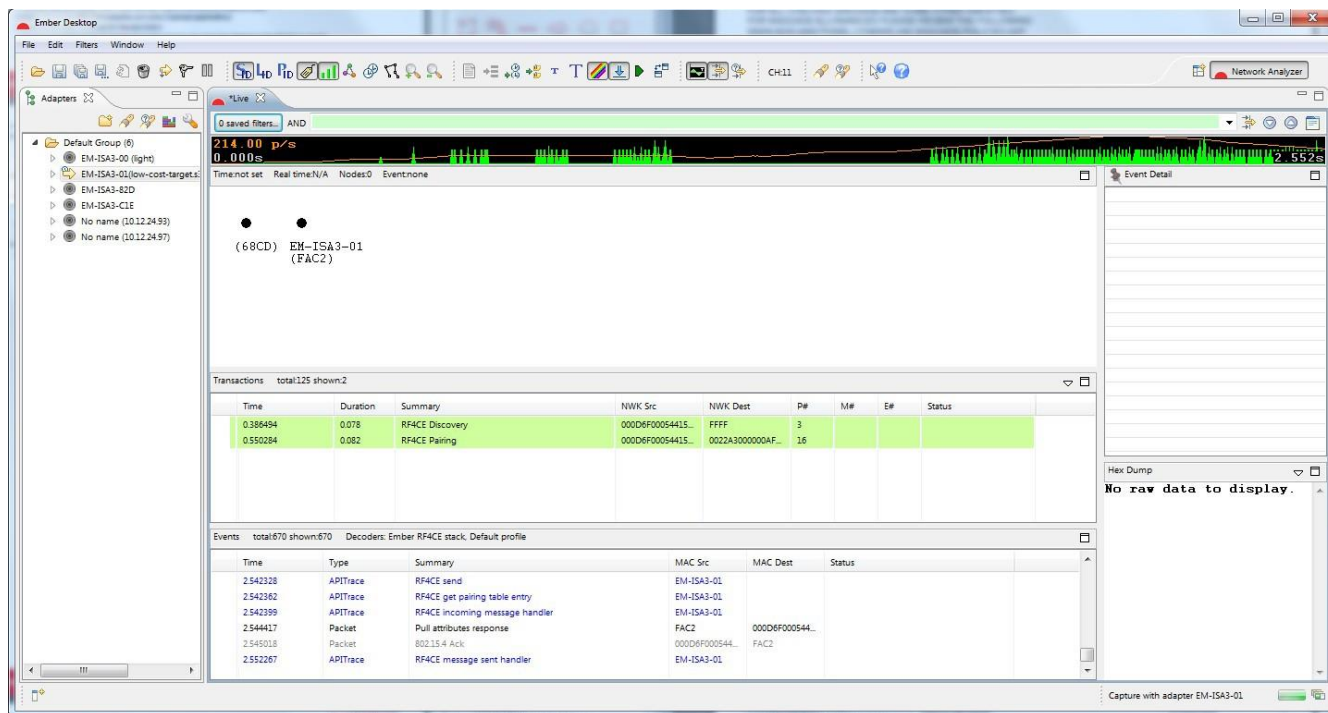 Ember Desktop
File Edit Filters Window Help
CH:11
Network Analyzer
Adapters
*Live
0 saved filters... AND
214.00 p/s
0.000s
2.552s
Default Group (6)
EM-ISA3-00 (light)
EM-ISA3-01(low-cost-target.s
EM-ISA3-82D
EM-ISA3-C1E
No name (10.12.24.93)
No name (10.12.24.97)
Time:not set Real time:N/A Nodes:0 Event:none
(68CD) EM-ISA3-01
(FAC2)
Event Detail
Transactions total:125 shown:2
Time Duration Summary NWK Src NWK Dest P# M# E# Status
0.386494 0.078 RF4CE Discovery 000D6F00054415... FFFF 3
0.550284 0.082 RF4CE Pairing 000D6F00054415... 0022A3000000AF... 16
Hex Dump
No raw data to display.
Events total:670 shown:670 Decoders: Ember RF4CE stack, Default profile
Time Type Summary MAC Src MAC Dest Status
2.542328 APITrace RF4CE send EM-ISA3-01
2.542362 APITrace RF4CE get pairing table entry EM-ISA3-01
2.542399 APITrace RF4CE incoming message handler EM-ISA3-01
2.544417 Packet Pull attributes response FAC2 000D6F000544...
2.545018 Packet 802.15.4 Ack 000D6F000544... FAC2
2.552267 APITrace RF4CE message sent handler EM-ISA3-01
Capture with adapter EM-ISA3-01